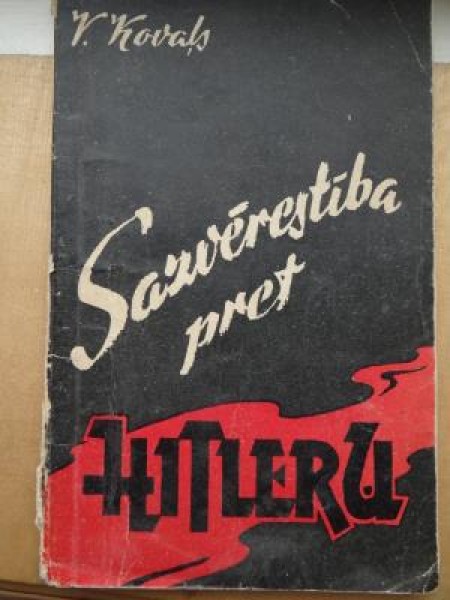 V. Kovaļs
Sazvērestība
pret
HITLERU